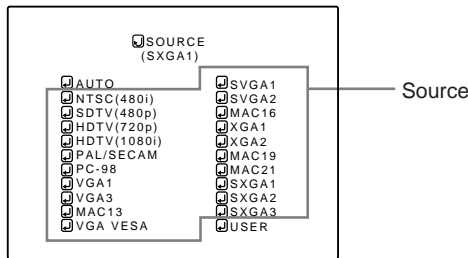 SOURCE
(SXGA1)
AUTO
NTSC(480i)
SDTV(480p)
HDTV(720p)
HDTV(1080i)
PAL/SECAM
PC-98
VGA1
VGA3
MAC13
VGA VESA
SVGA1
SVGA2
MAC16
XGA1
XGA2
MAC19
MAC21
SXGA1
SXGA2
SXGA3
USER
Source